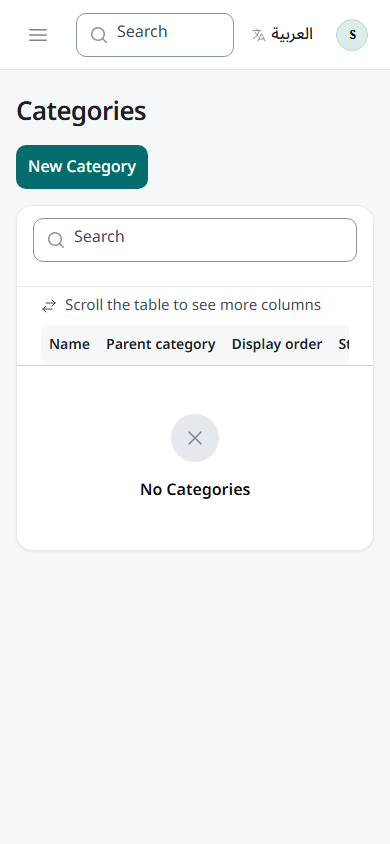 Search
العربية
S
Categories
New Category
Search
Scroll the table to see more columns
Name Parent category Display order
No Categories